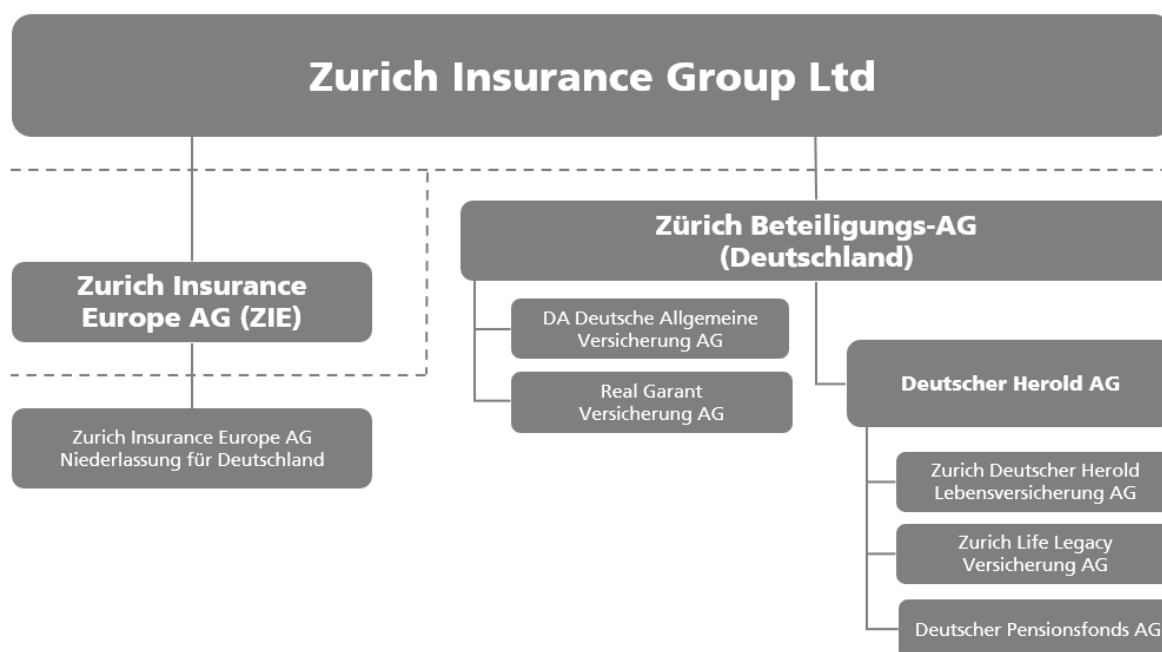 Zurich Insurance Group Ltd
Zürich Beteiligungs-AG
(Deutschland)
Zurich Insurance
Europe AG (ZIE)
DA Deutsche Allgemeine
Versicherung AG
Real Garant
Versicherung AG
Deutscher Herold AG
Zurich Insurance Europe AG
Niederlassung für Deutschland
Zurich Deutscher Herold
Lebensversicherung AG
Zurich Life Legacy
Versicherung AG
Deutscher Pensionsfonds AG